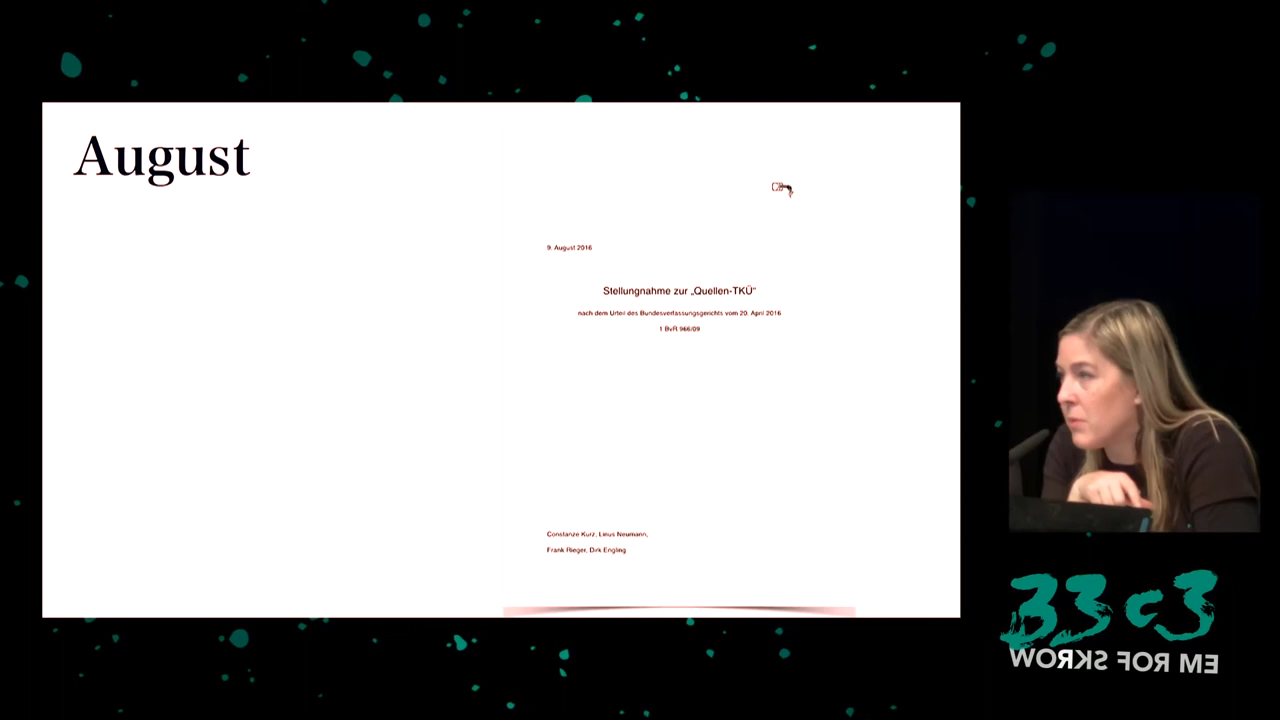 August
9. August 2016
Stellungnahme zur „Quellen-TKÜ“
nach dem Urteil des Bundesverfassungsgerichts vom 20. April 2016
1 BvR 966/09
Constanze Kurz, Linus Neumann,
Frank Rieger, Dirk Engling
33c3
WORKS FOR ME